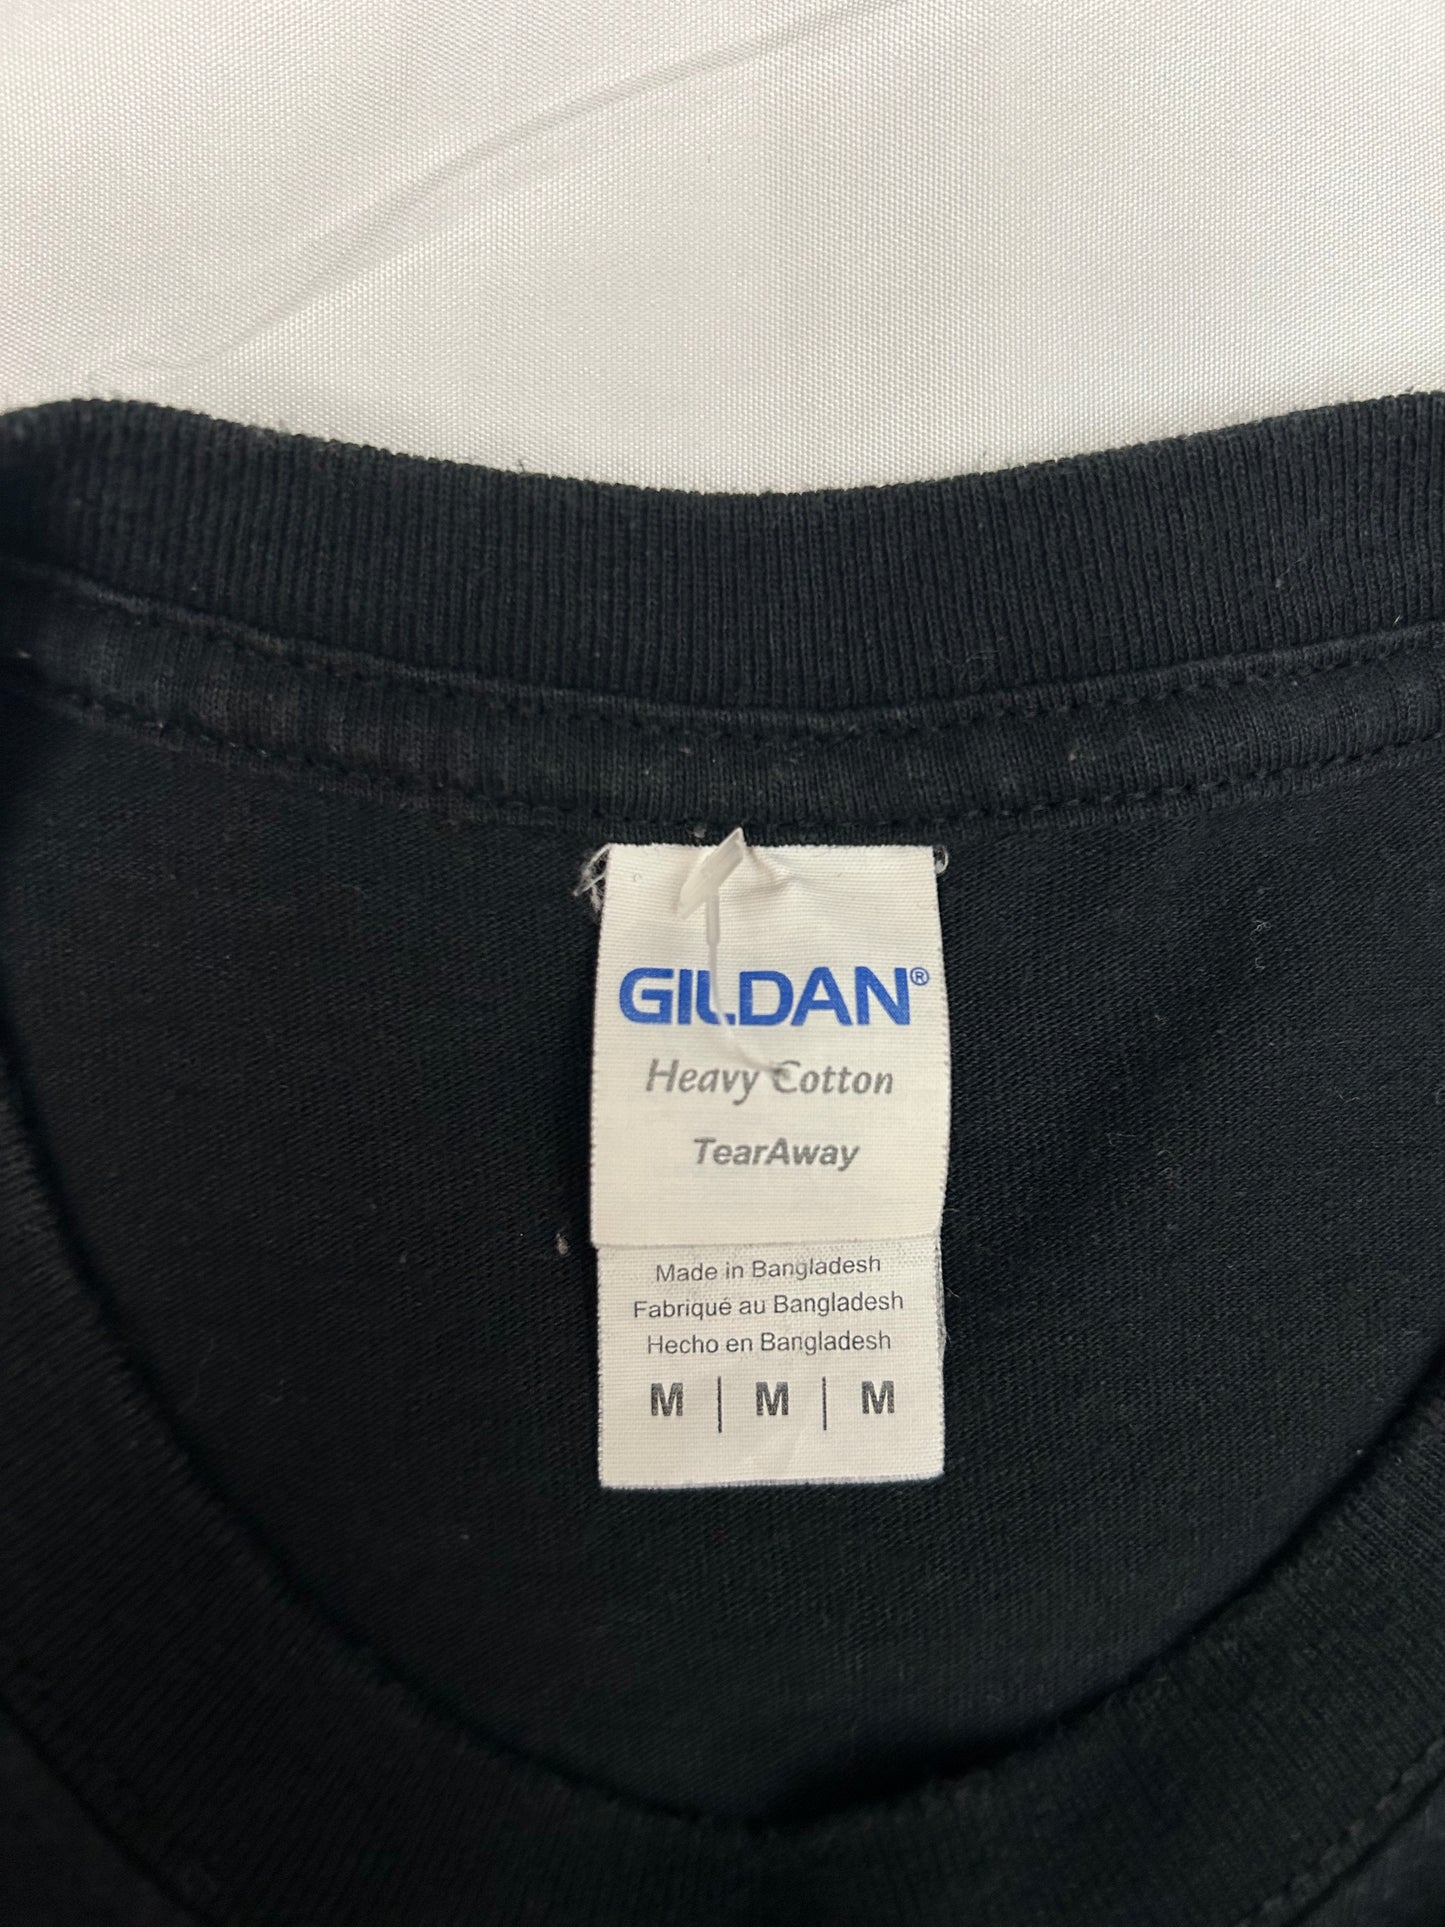 GILDAN®
Heavy Cotton
TearAway
Made in Bangladesh
Fabriqué au Bangladesh
Hecho en Bangladesh
M | M | M